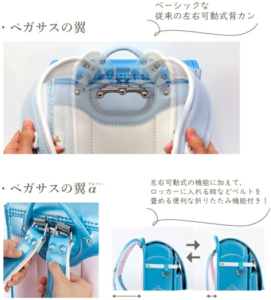 ・ペガサスの翼
ベーシックな
従来の左右可動式背カン
・ペガサスの翼α
左右可動式の機能に加えて、
ロッカーに入れる時などベルトを
畳める便利な折りたたみ機能付き!